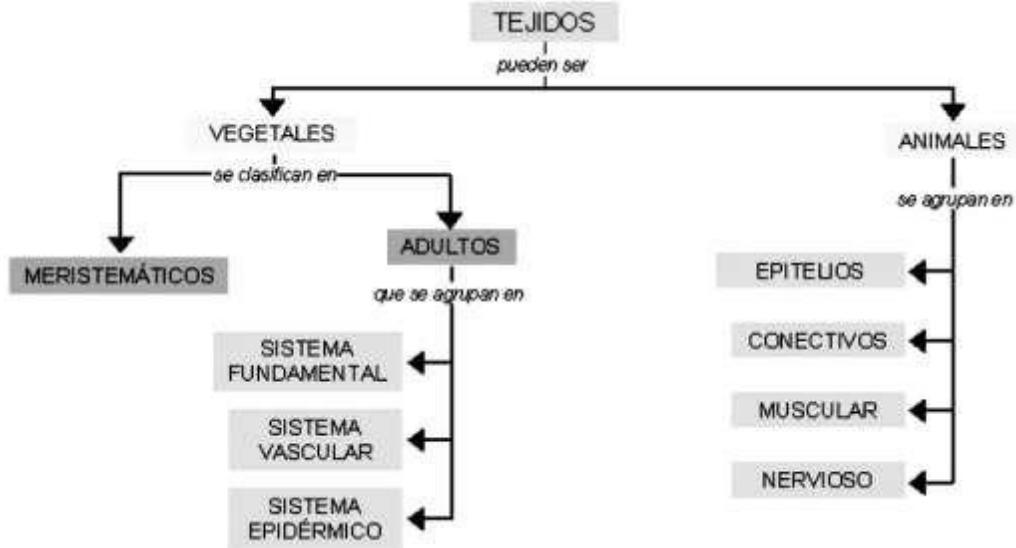 TEJIDOS
pueden ser
VEGETALES
se clasifican en
MERISTEMÁTICOS
ADULTOS
que se agrupan en
SISTEMA
FUNDAMENTAL
SISTEMA
VASCULAR
SISTEMA
EPIDÉRMICO
ANIMALES
se agrupan en
EPITELIOS
CONECTIVOS
MUSCULAR
NERVIOSO